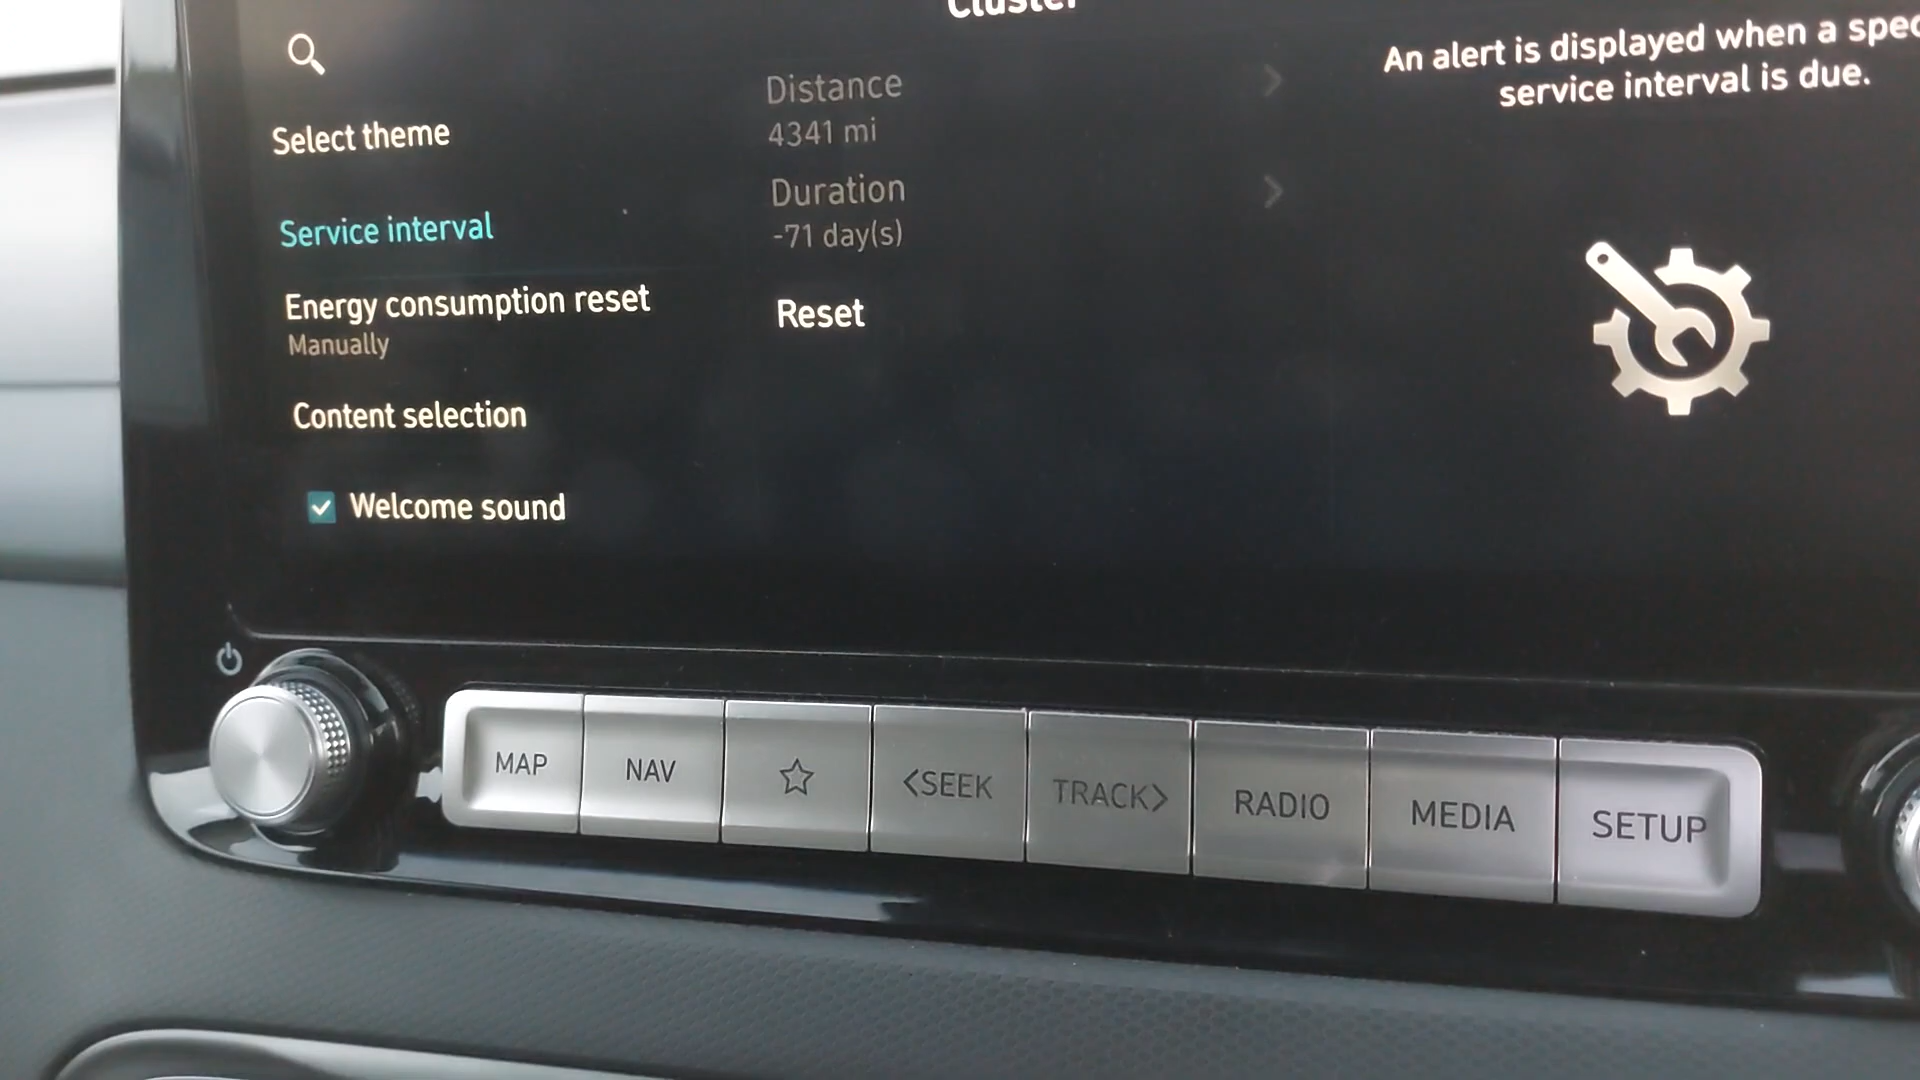 Cluster
Select theme
Service interval
Energy consumption reset
Manually
Content selection
Welcome sound
Distance
4341 mi
Duration
-71 day(s)
Reset
An alert is displayed when a
service interval is due.
MAP
NAV
<SEEK
TRACK>
RADIO
MEDIA
SETUP